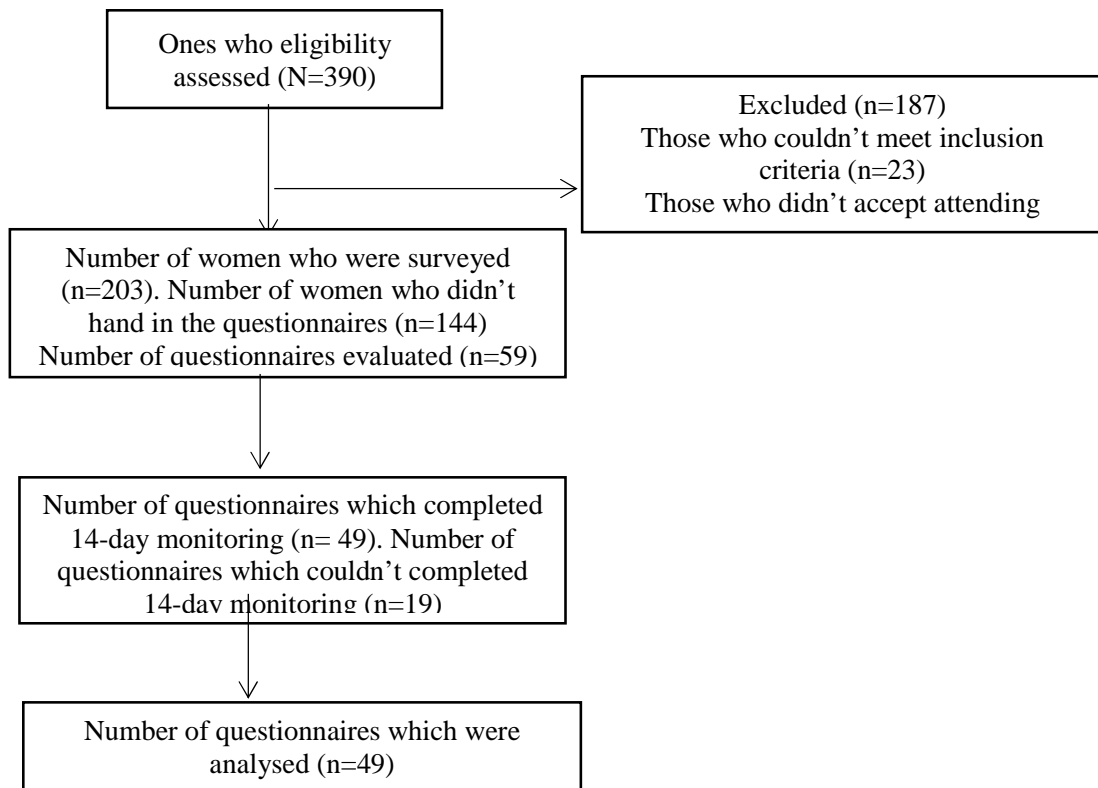 Ones who eligibility
assessed (N=390)
Excluded (n=187)
Those who couldn’t meet inclusion
criteria (n=23)
Those who didn’t accept attending
Number of women who were surveyed
(n=203). Number of women who didn’t
hand in the questionnaires (n=144)
Number of questionnaires evaluated (n=59)
Number of questionnaires which completed
14-day monitoring (n= 49). Number of
questionnaires which couldn’t completed
14-day monitoring (n=19)
Number of questionnaires which were
analysed (n=49)